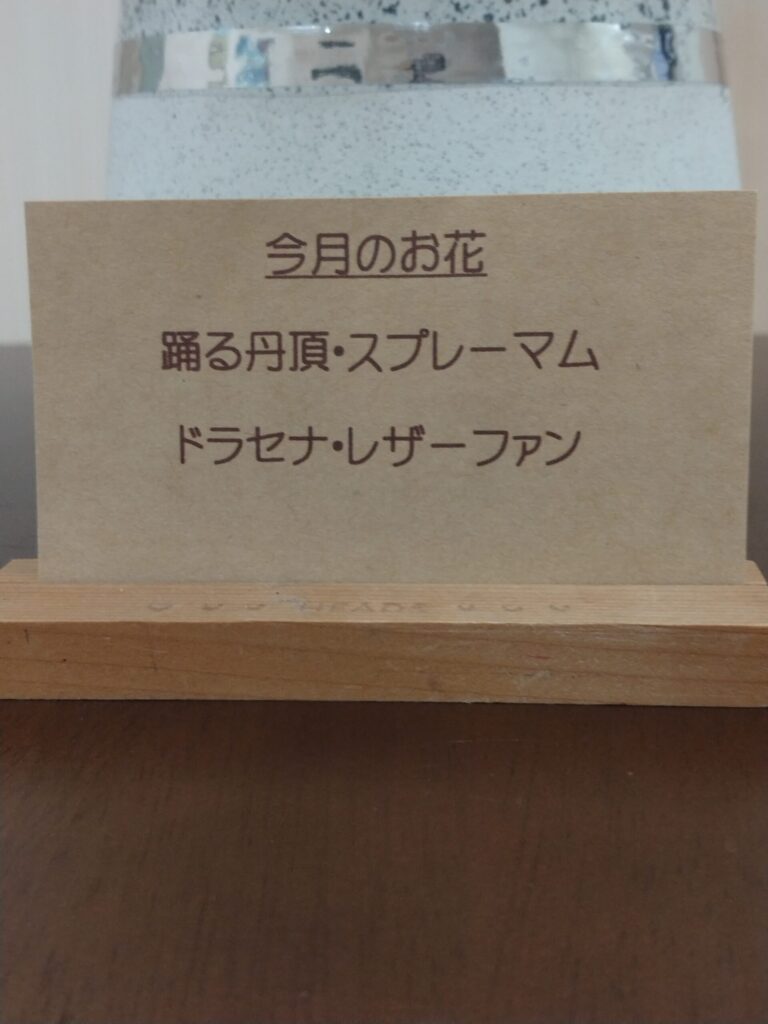 今月のお花
踊る丹頂・スプレーマム
ドラセナ・レザーファン